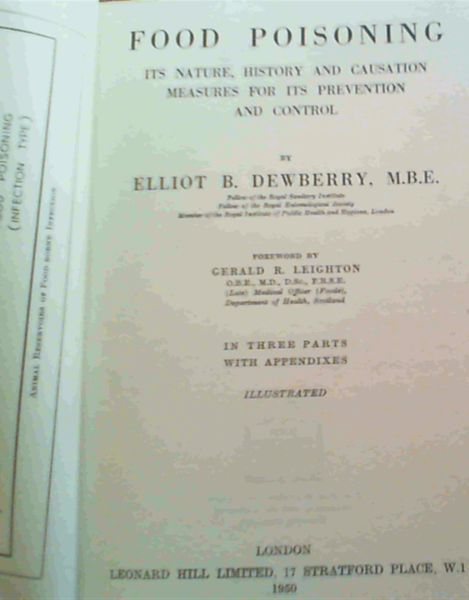 FOOD POISONING
(INFECTION TYPE)
ANIMAL RESERVOIRS OF FOOD-BORNE INFECTION
FOOD POISONING
ITS NATURE, HISTORY AND CAUSATION
MEASURES FOR ITS PREVENTION
AND CONTROL
BY
ELLIOT B. DEWBERRY, M.B.E.
Fellow of the Royal Sanitary Institute
Fellow of the Royal Entomological Society
Member of the Royal Institute of Public Health and Hygiene, London
FOREWORD BY
GERALD R. LEIGHTON
O.B.E., M.D., D.Sc., F.R.S.E.
(Late) Medical Officer (Foods),
Department of Health, Scotland
IN THREE PARTS
WITH APPENDIXES
ILLUSTRATED
LONDON
LEONARD HILL LIMITED, 17 STRATFORD PLACE, W.1
1950